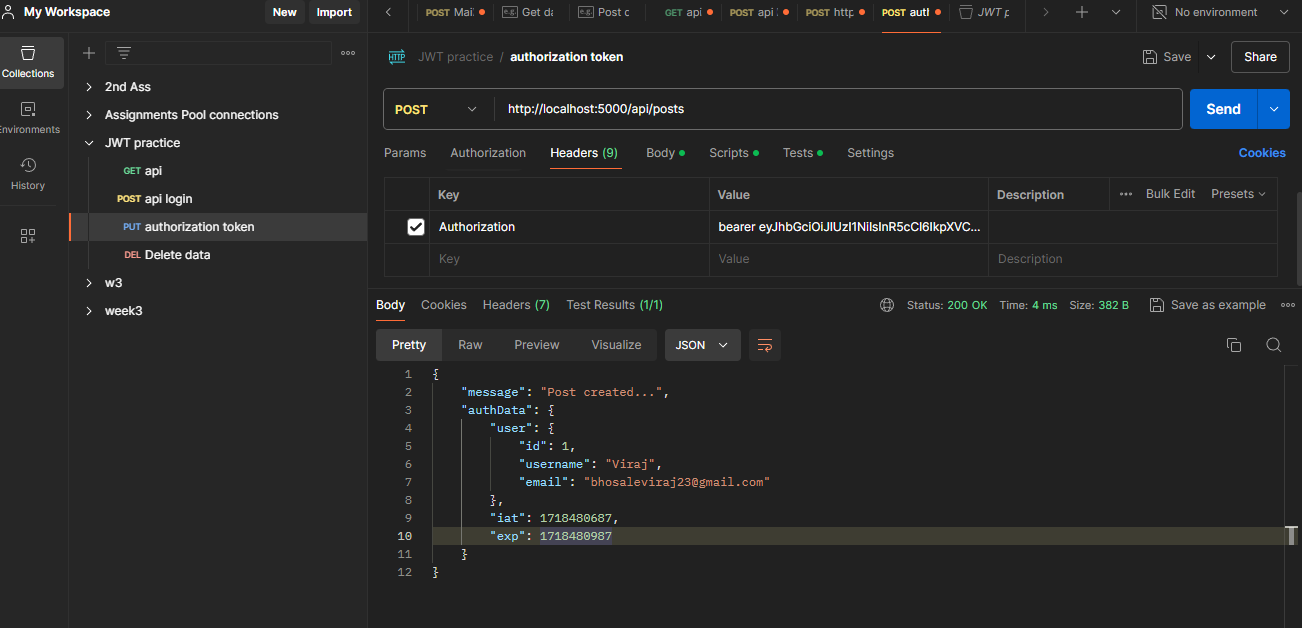 My Workspace New Import
POST Mai GET da POST c GET api POST api POST http POST auth JWT p No environment
Collections
Environments
History
2nd Ass
Assignments Pool connections
JWT practice
GET api
POST api login
PUT authorization token
DEL Delete data
w3
week3
HTTP JWT practice / authorization token Save Share
POST http://localhost:5000/api/posts Send
Params Authorization Headers (9) Body Scripts Tests Settings Cookies
Key Value Description Bulk Edit Presets
Authorization bearer eyJhbGciOiJIUzI1NiIsInR5cCI6IkpXVC...
Key Value Description
Body Cookies Headers (7) Test Results (1/1) Status: 200 OK Time: 4 ms Size: 382 B Save as example
Pretty Raw Preview Visualize JSON
1 {
2 "message": "Post created...",
3 "authData": {
4 "user": {
5 "id": 1,
6 "username": "Viraj",
7 "email": "bhosaleviraj23@gmail.com"
8 },
9 "iat": 1718480687,
10 "exp": 1718480987
11 }
12 }